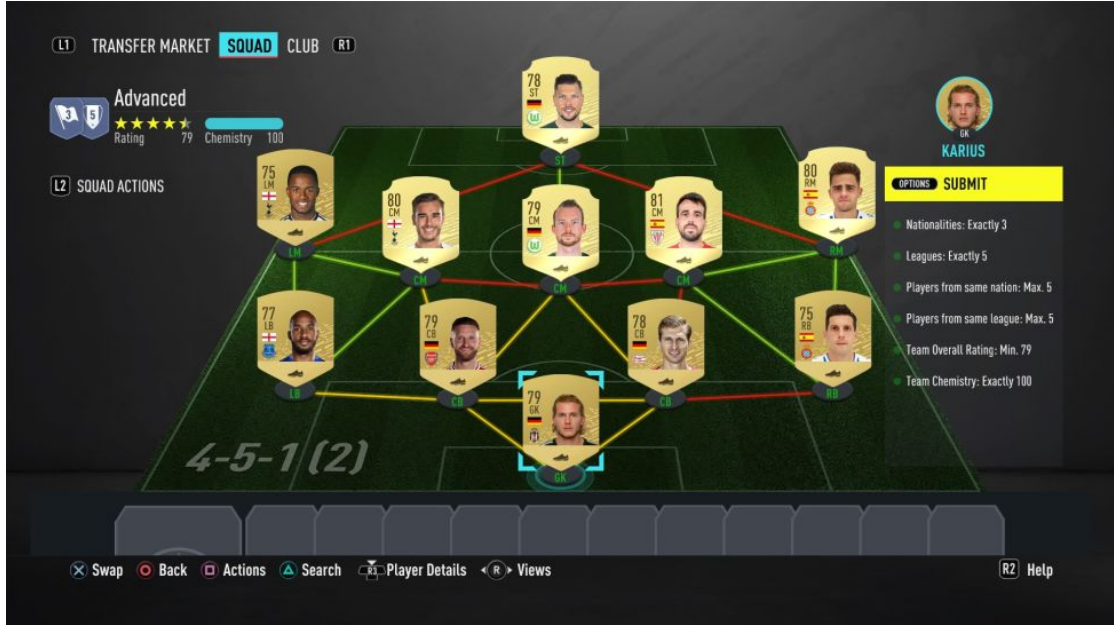 L1 TRANSFER MARKET SQUAD CLUB R1
3 5 Advanced
Rating 79 Chemistry 100
L2 SQUAD ACTIONS
78 ST
ST
75 LM
LM
80 CM
CM
79 CM
CM
81 CM
CM
80 RM
RM
77 LB
LB
79 CB
CB
78 CB
CB
75 RB
RB
79 GK
GK
4-5-1 (2)
GK
KARIUS
OPTIONS SUBMIT
Nationalities: Exactly 3
Leagues: Exactly 5
Players from same nation: Max. 5
Players from same league: Max. 5
Team Overall Rating: Min. 79
Team Chemistry: Exactly 100
Swap Back Actions Search R3 Player Details R Views
R2 Help